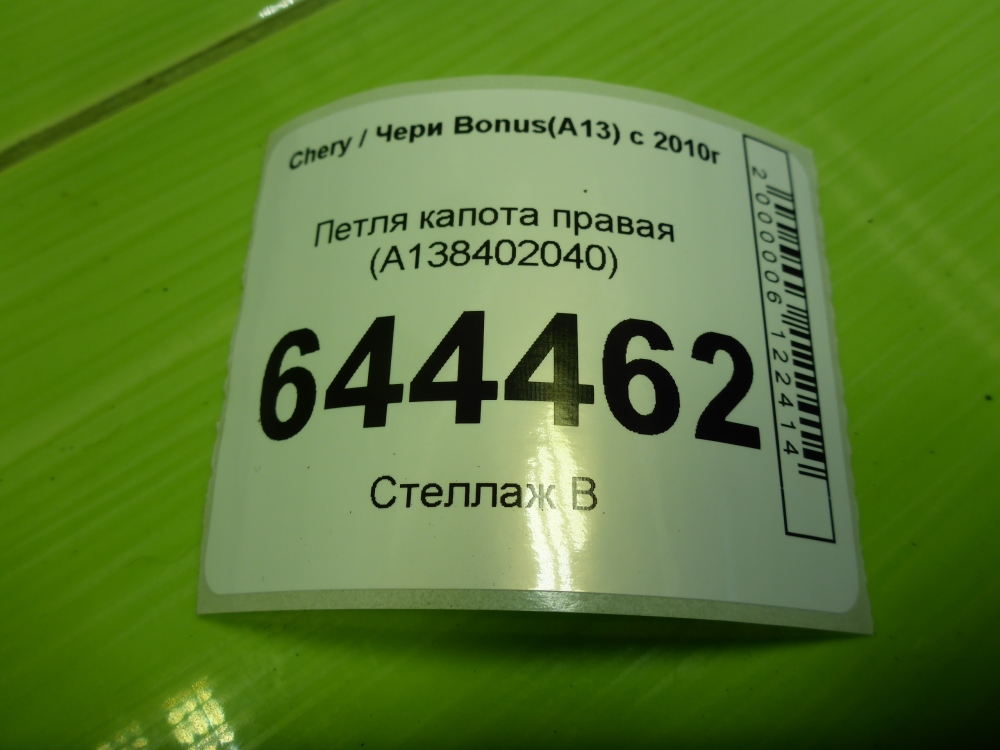 Chery / Чери Bonus(A13) с 2010г
Петля капота правая
(A138402040)
644462
Стеллаж В
2000006122414